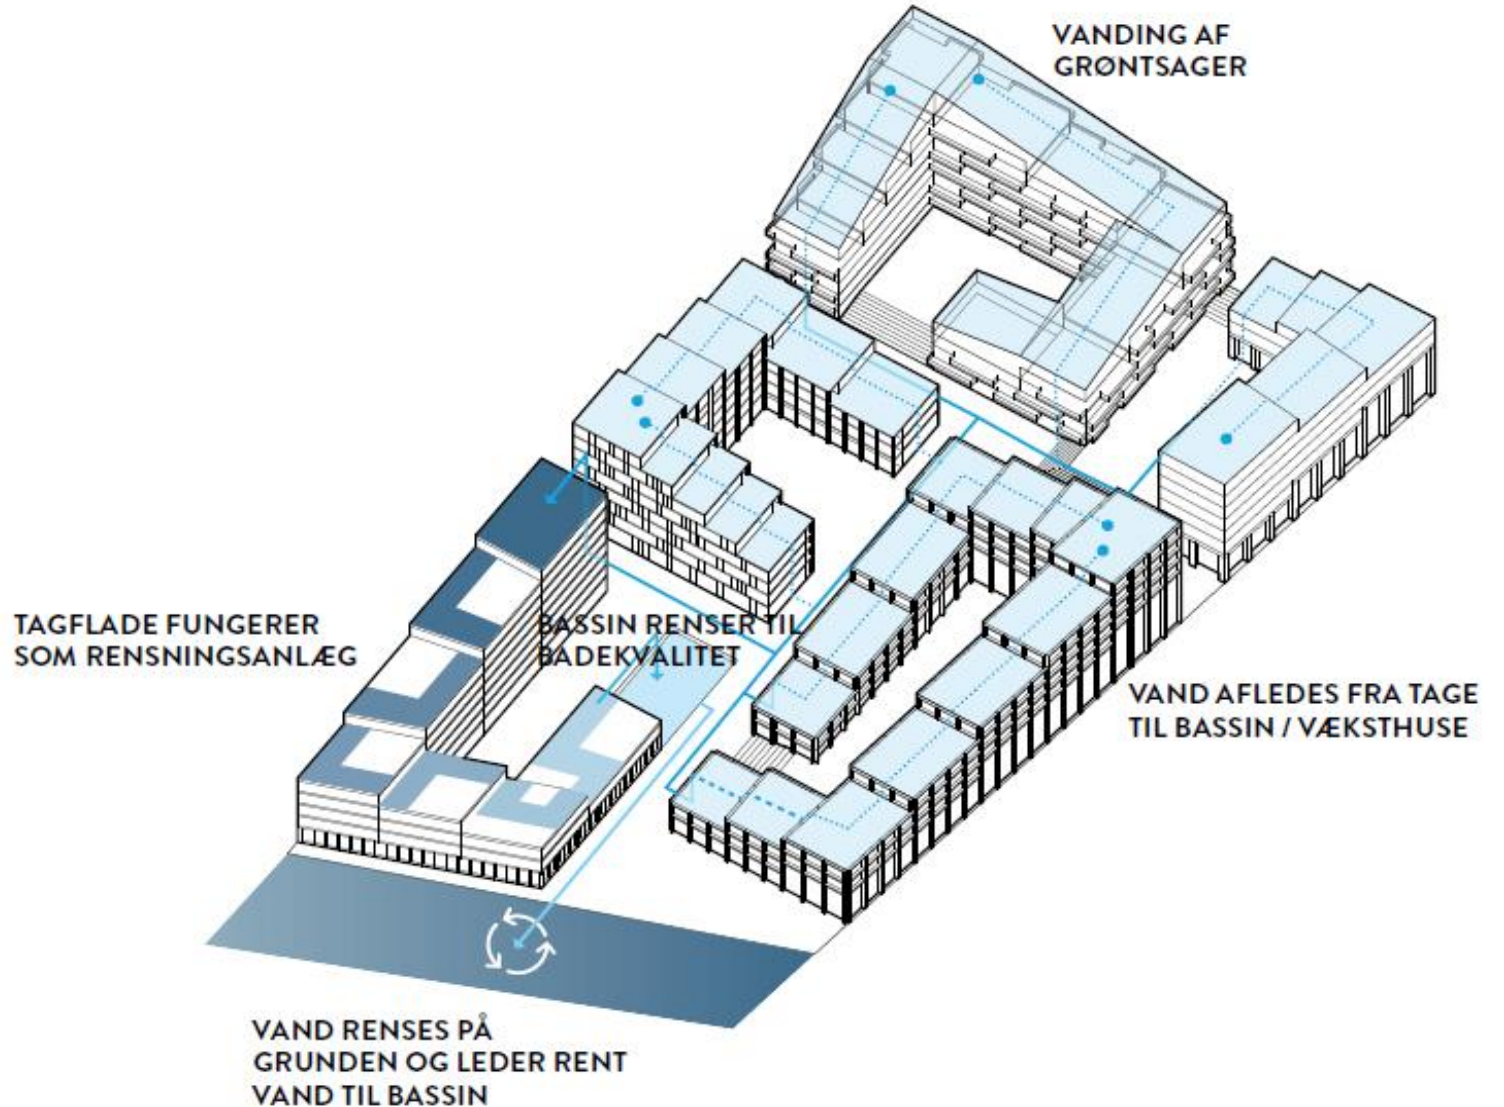 VANDING AF
GRØNTSAGER
TAGFLADE FUNGERER
SOM RENSNINGSANLÆG
BASSIN RENSER TIL
BADEKVALITET
VAND AFLEDES FRA TAGE
TIL BASSIN / VÆKSTHUSE
VAND RENSES PÅ
GRUNDEN OG LEDER RENT
VAND TIL BASSIN